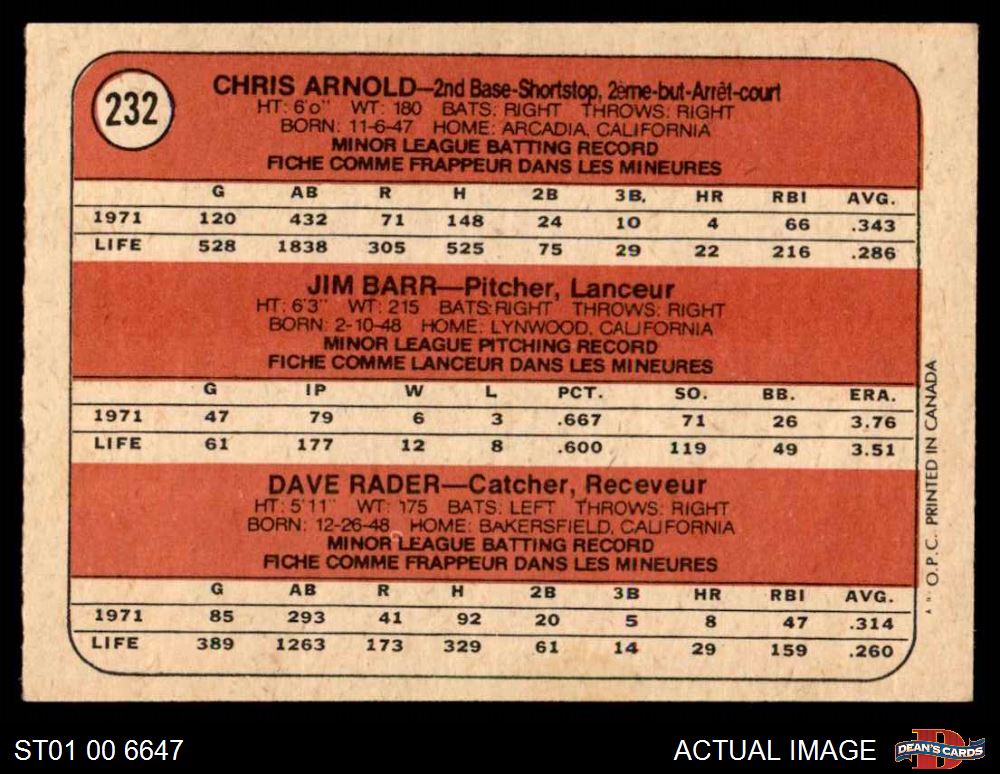 232
CHRIS ARNOLD—2nd Base-Shortstop, 2ème-but-Arrêt-court
HT: 6'0" WT: 180 BATS: RIGHT THROWS: RIGHT
BORN: 11-6-47 HOME: ARCADIA, CALIFORNIA
MINOR LEAGUE BATTING RECORD
FICHE COMME FRAPPEUR DANS LES MINEURES
G AB R H 2B 3B. HR RBI AVG.
1971 120 432 71 148 24 10 4 66 .343
LIFE 528 1838 305 525 75 29 22 216 .286
JIM BARR—Pitcher, Lanceur
HT: 6'3" WT: 215 BATS: RIGHT THROWS: RIGHT
BORN: 2-10-48 HOME: LYNWOOD, CALIFORNIA
MINOR LEAGUE PITCHING RECORD
FICHE COMME LANCEUR DANS LES MINEURES
G IP W L PCT. SO. BB. ERA.
1971 47 79 6 3 .667 71 26 3.76
LIFE 61 177 12 8 .600 119 49 3.51
DAVE RADER—Catcher, Receveur
HT: 5'11" WT: 175 BATS: LEFT THROWS: RIGHT
BORN: 12-26-48 HOME: BAKERSFIELD, CALIFORNIA
MINOR LEAGUE BATTING RECORD
FICHE COMME FRAPPEUR DANS LES MINEURES
G AB R H 2B 3B HR RBI AVG.
1971 85 293 41 92 20 5 8 47 .314
LIFE 389 1263 173 329 61 14 29 159 .260
O.P.C. PRINTED IN CANADA
ST01 00 6647
ACTUAL IMAGE
DEAN'S CARDS